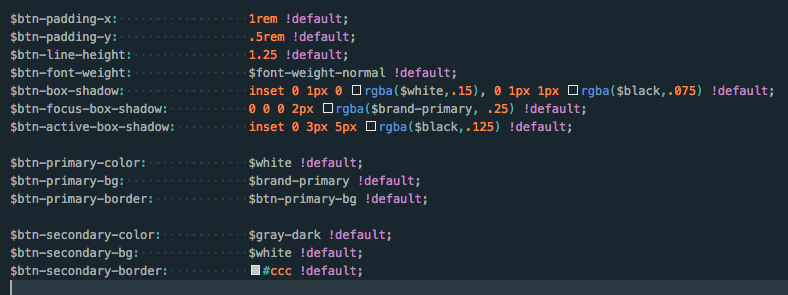 $btn-padding-x: 1rem !default;
$btn-padding-y: .5rem !default;
$btn-line-height: 1.25 !default;
$btn-font-weight: $font-weight-normal !default;
$btn-box-shadow: inset 0 1px 0 rgba($white,.15), 0 1px 1px rgba($black,.075) !default;
$btn-focus-box-shadow: 0 0 0 2px rgba($brand-primary, .25) !default;
$btn-active-box-shadow: inset 0 3px 5px rgba($black,.125) !default;
$btn-primary-color: $white !default;
$btn-primary-bg: $brand-primary !default;
$btn-primary-border: $btn-primary-bg !default;
$btn-secondary-color: $gray-dark !default;
$btn-secondary-bg: $white !default;
$btn-secondary-border: #ccc !default;